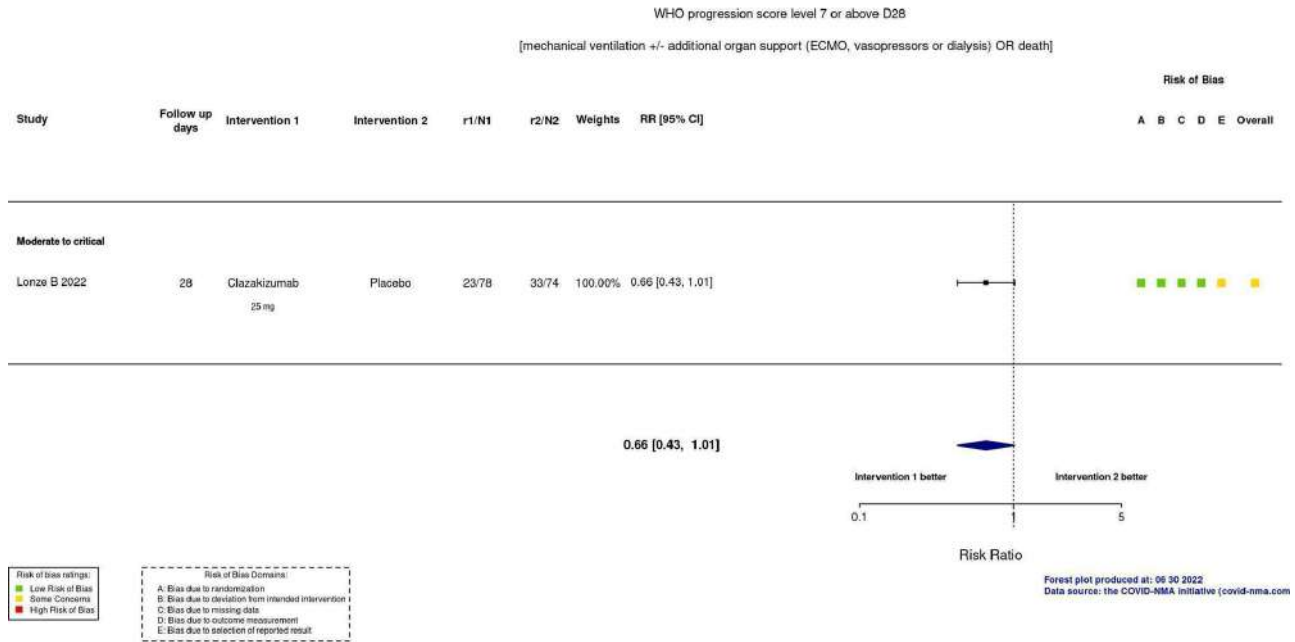 WHO progression score level 7 or above D28
[mechanical ventilation +/- additional organ support (ECMO, vasopressors or dialysis) OR death]
Risk of Bias
Study Follow up days Intervention 1 Intervention 2 r1/N1 r2/N2 Weights RR [95% CI] A B C D E Overall
Moderate to critical
Lonze B 2022 28 Clazakizumab Placebo 23/78 33/74 100.00% 0.66 [0.43, 1.01]
25 mg
0.66 [0.43, 1.01]
Intervention 1 better Intervention 2 better
0.1 1 5
Risk Ratio
Risk of bias ratings:
Low Risk of Bias
Some Concerns
High Risk of Bias
Risk of Bias Domains:
A: Bias due to randomization
B: Bias due to deviation from intended intervention
C: Bias due to missing data
D: Bias due to outcome measurement
E: Bias due to selection of reported result
Forest plot produced at: 06 30 2022
Data source: the COVID-NMA initiative (covid-nma.com